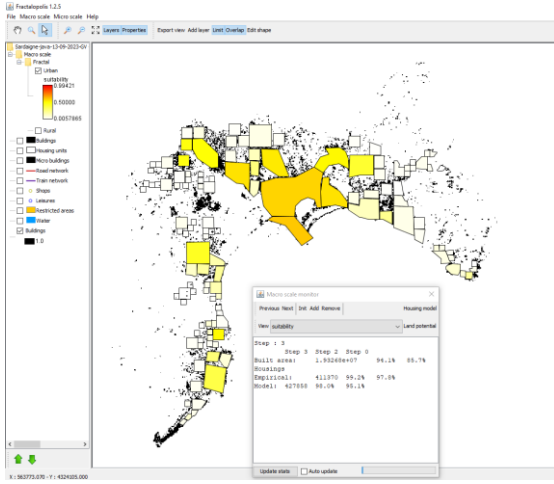 Fractalopolis 1.2.5
File Macro scale Micro scale Help
Layers Properties Export view Add layer Limit Overlap Edit shape
Sardaigne-java-13-09-2023-GV
Macro scale
Fractal
Urban
suitability
0.99421
0.50000
0.0057865
Rural
Buildings
Housing units
Micro buildings
Road network
Train network
Shops
Leisures
Restricted areas
Water
Buildings
1.0
Macro scale monitor
Previous Next Init Add Remove Housing model
View suitability Land potential
Step : 3
Step 3 Step 2 Step 0
Built area: 1.93268e+07 96.1% 85.7%
Housings
Empirical: 411870 99.2% 97.8%
Model: 427858 98.0% 95.1%
Update state Auto update
X : 563773.070 - Y : 4324105.000